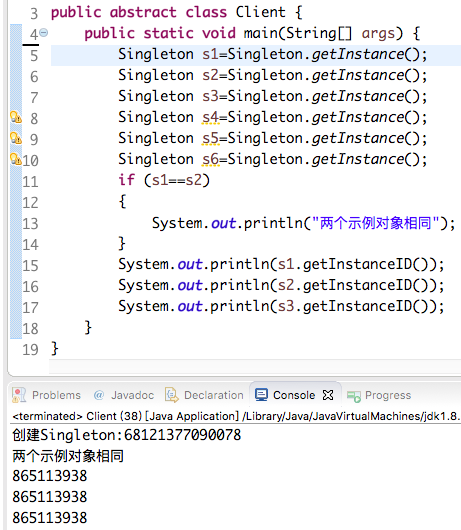 3 public abstract class Client {
4 public static void main(String[] args) {
5 Singleton s1=Singleton.getInstance();
6 Singleton s2=Singleton.getInstance();
7 Singleton s3=Singleton.getInstance();
8 Singleton s4=Singleton.getInstance();
9 Singleton s5=Singleton.getInstance();
10 Singleton s6=Singleton.getInstance();
11 if (s1==s2)
12 {
13 System.out.println("两个示例对象相同");
14 }
15 System.out.println(s1.getInstanceID());
16 System.out.println(s2.getInstanceID());
17 System.out.println(s3.getInstanceID());
18 }
19 }
Problems @ Javadoc Declaration Console Progress
<terminated> Client (38) [Java Application] /Library/Java/JavaVirtualMachines/jdk1.8.
创建Singleton:68121377090078
两个示例对象相同
865113938
865113938
865113938